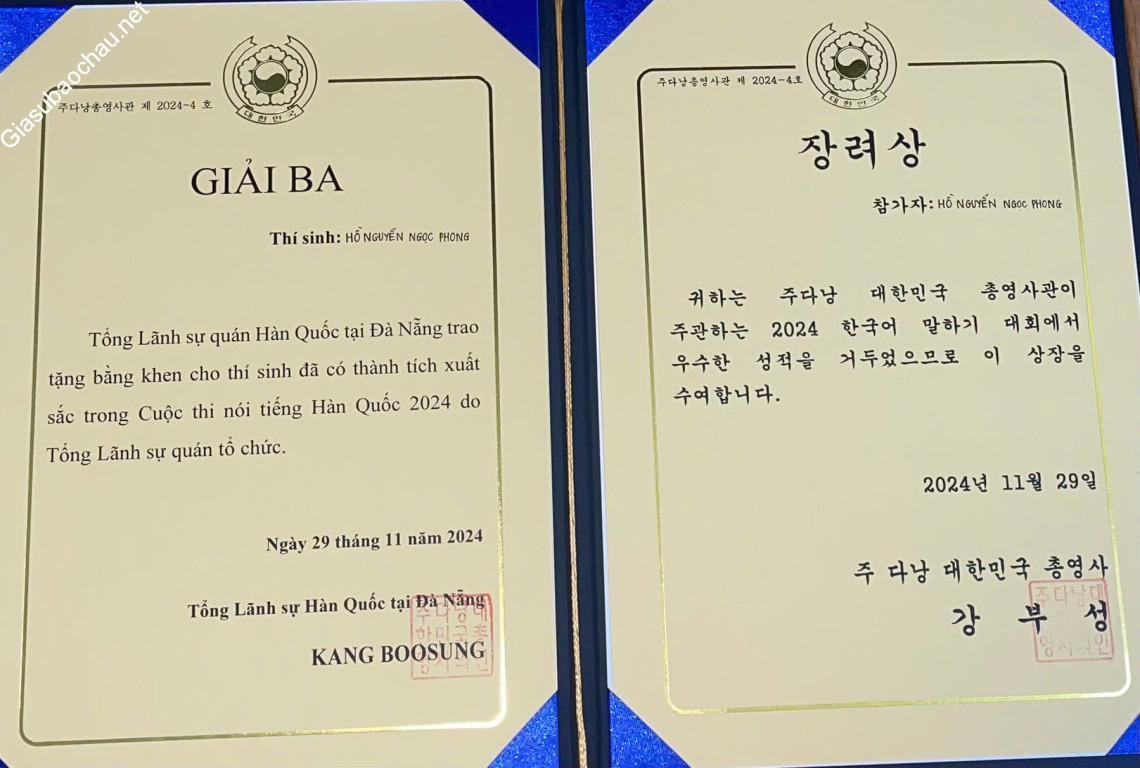 Giasubaochau.net
대한민국
주다낭총영사관 제 2024-4 호
GIẢI BA
Thí sinh: HỒ NGUYỄN NGỌC PHONG
Tổng Lãnh sự quán Hàn Quốc tại Đà Nẵng trao
tặng bằng khen cho thí sinh đã có thành tích xuất
sắc trong Cuộc thi nói tiếng Hàn Quốc 2024 do
Tổng Lãnh sự quán tổ chức.
Ngày 29 tháng 11 năm 2024
Tổng Lãnh sự Hàn Quốc tại Đà Nẵng
KANG BOOSUNG
대한민국
주다낭총영사관 제 2024-4호
장려상
참가자: HỒ NGUYỄN NGỌC PHONG
귀하는 주다낭 대한민국 총영사관이
주관하는 2024 한국어 말하기 대회에서
우수한 성적을 거두었으므로 이 상장을
수여합니다.
2024년 11월 29일
주 다낭 대한민국 총영사
강 부 성